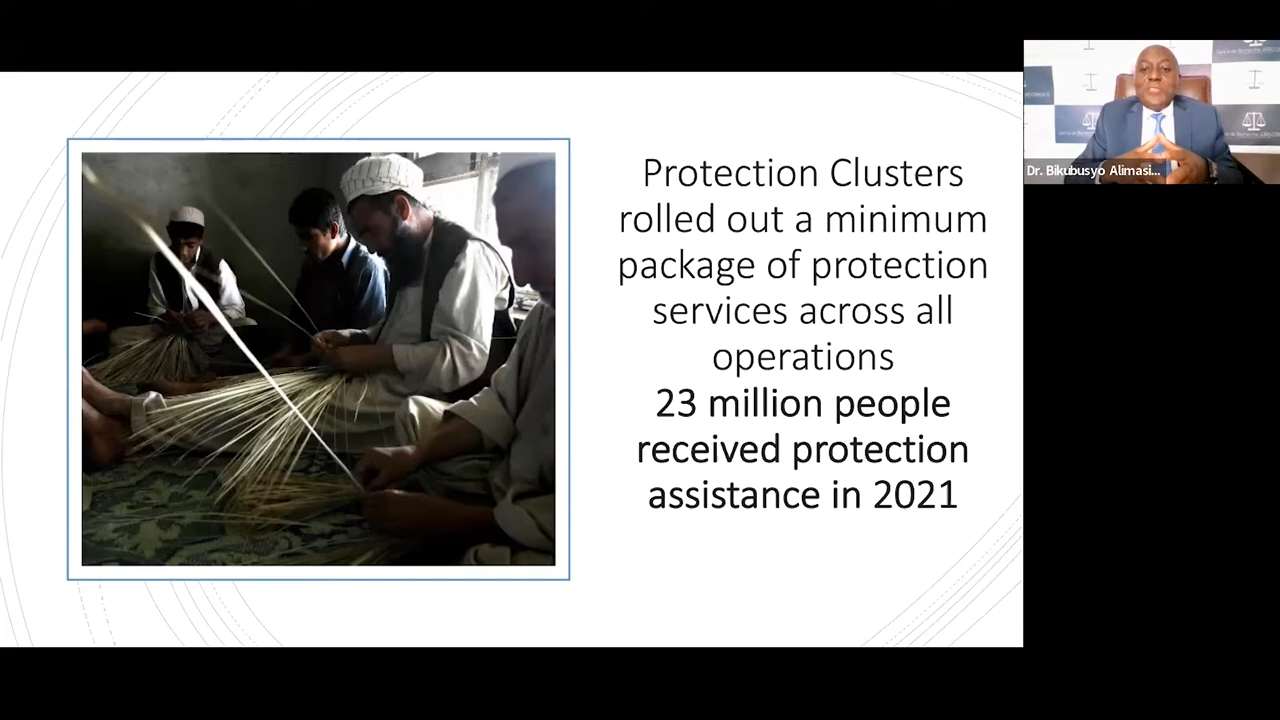 Protection Clusters
rolled out a minimum
package of protection
services across all
operations
23 million people
received protection
assistance in 2021
Dr. Bikubusyo Alimasi...